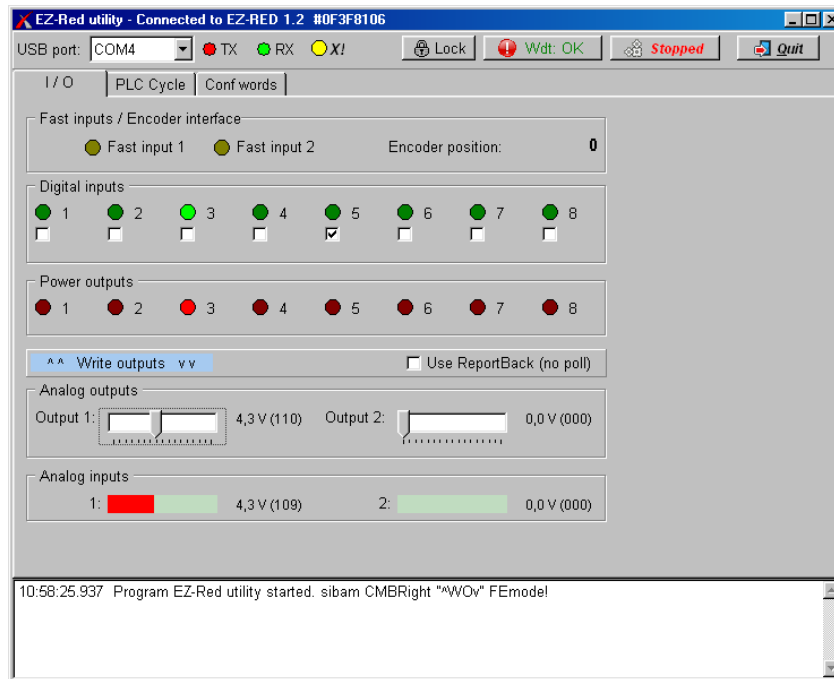 EZ-Red utility - Connected to EZ-RED 1.2 #0F3F8106
USB port: COM4 TX RX X! Lock Wdt: OK Stopped Quit
I / O PLC Cycle Conf words
Fast inputs / Encoder interface
Fast input 1 Fast input 2 Encoder position: 0
Digital inputs
1 2 3 4 5 6 7 8
Power outputs
1 2 3 4 5 6 7 8
^^ Write outputs v v Use ReportBack (no poll)
Analog outputs
Output 1: 4,3 V (110) Output 2: 0,0 V (000)
Analog inputs
1: 4,3 V (109) 2: 0,0 V (000)
10:58:25.937 Program EZ-Red utility started. sibam CMBRight "^WOv" FEmode!